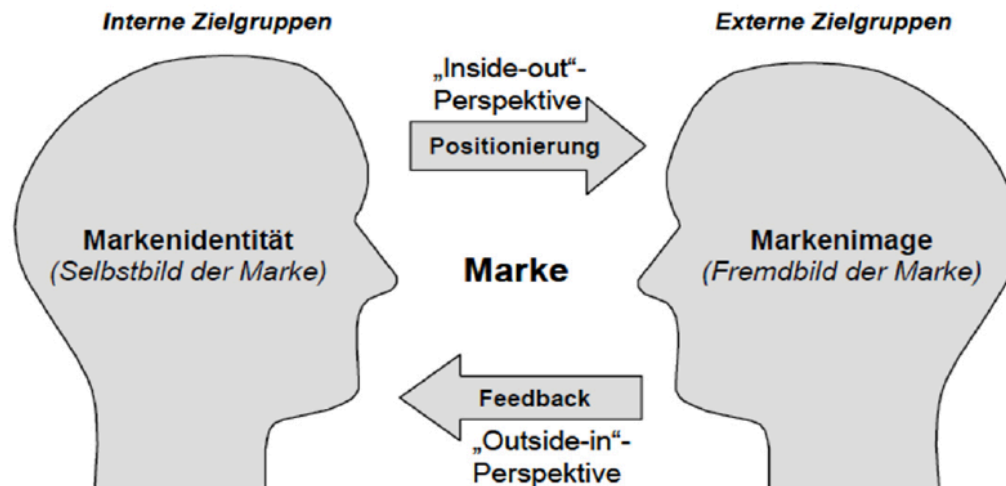 Interne Zielgruppen
Externe Zielgruppen
„Inside-out“-
Perspektive
Positionierung
Markenidentität
(Selbstbild der Marke)
Marke
Markenimage
(Fremdbild der Marke)
Feedback
„Outside-in“-
Perspektive